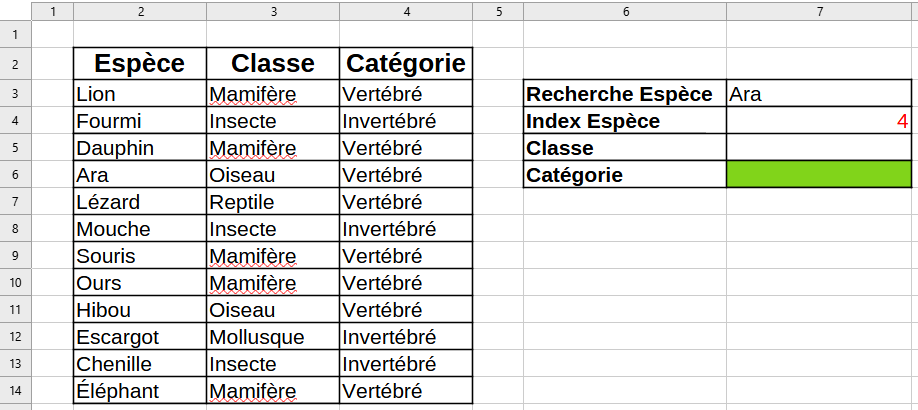 1 2 3 4 5 6 7
1
2 Espèce Classe Catégorie
3 Lion Mamifère Vertébré Recherche Espèce Ara
4 Fourmi Insecte Invertébré Index Espèce 4
5 Dauphin Mamifère Vertébré Classe
6 Ara Oiseau Vertébré Catégorie
7 Lézard Reptile Vertébré
8 Mouche Insecte Invertébré
9 Souris Mamifère Vertébré
10 Ours Mamifère Vertébré
11 Hibou Oiseau Vertébré
12 Escargot Mollusque Invertébré
13 Chenille Insecte Invertébré
14 Éléphant Mamifère Vertébré